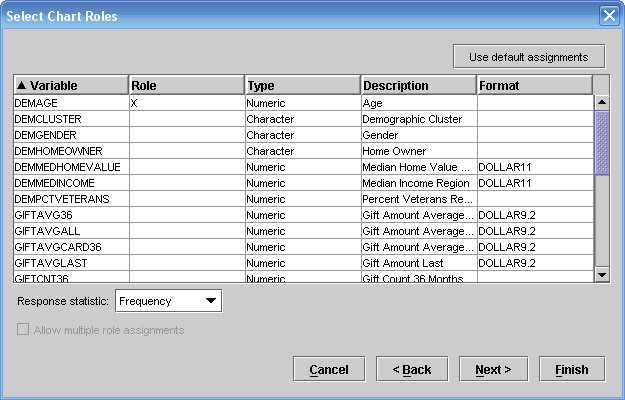 Select Chart Roles
Use default assignments
Variable Role Type Description Format
DEMAGE X Numeric Age
DEMCLUSTER Character Demographic Cluster
DEMGENDER Character Gender
DEMHOMEOWNER Character Home Owner
DEMMEDHOMEVALUE Numeric Median Home Value ... DOLLAR11
DEMMEDINCOME Numeric Median Income Region DOLLAR11
DEMPCTVETERANS Numeric Percent Veterans Re...
GIFTAVG36 Numeric Gift Amount Average... DOLLAR9.2
GIFTAVGALL Numeric Gift Amount Average... DOLLAR9.2
GIFTAVGCARD36 Numeric Gift Amount Average... DOLLAR9.2
GIFTAVGLAST Numeric Gift Amount Last DOLLAR9.2
GIFTCNT36 Numeric Gift Count 36 Months
Response statistic: Frequency
Allow multiple role assignments
Cancel < Back Next > Finish